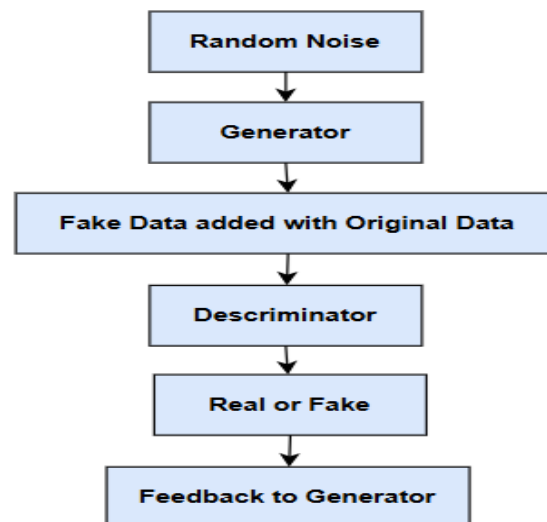 Random Noise
Generator
Fake Data added with Original Data
Descriminator
Real or Fake
Feedback to Generator